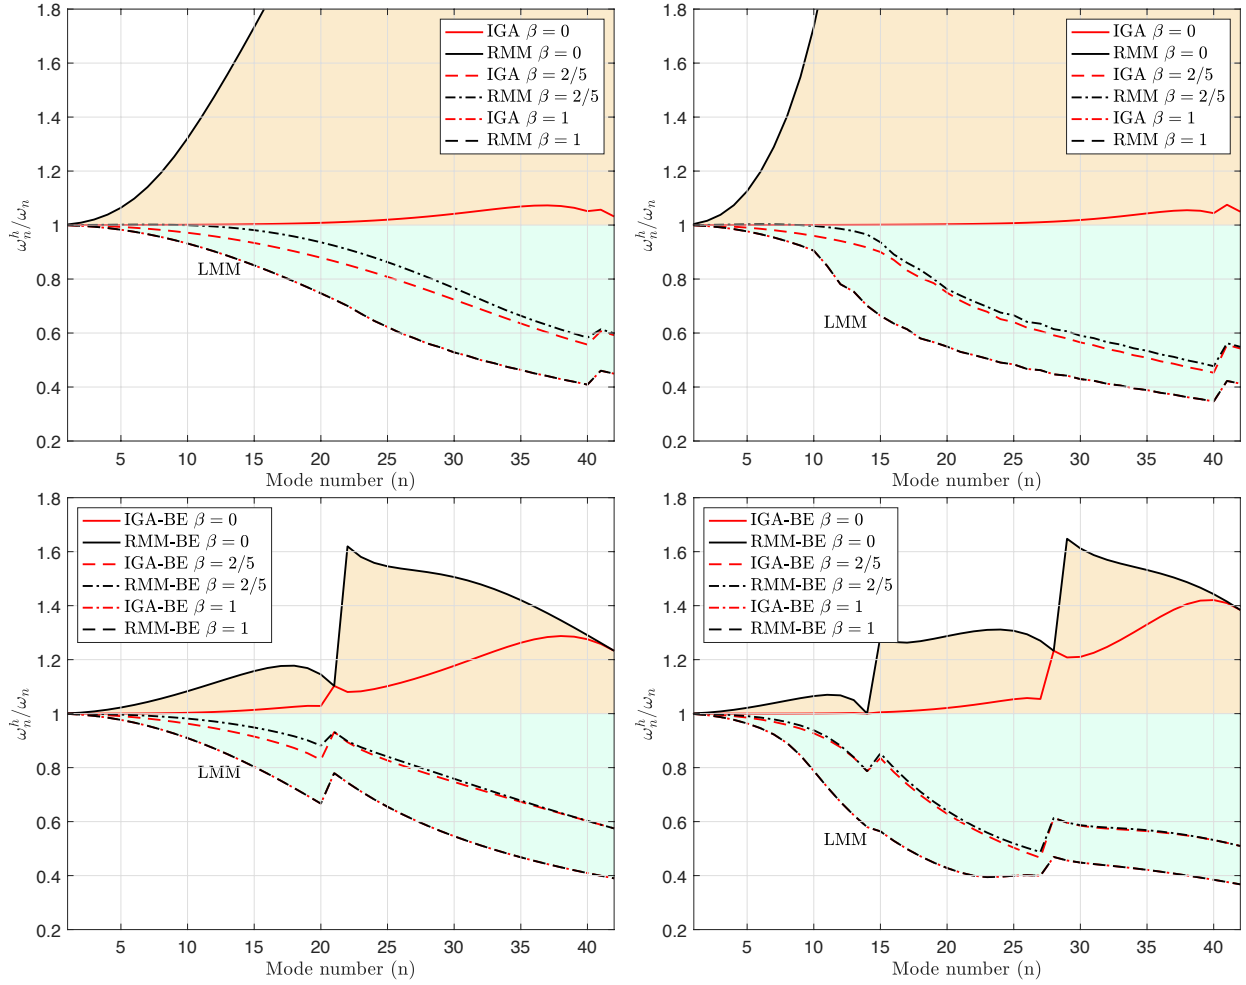 1.8
1.6
1.4
1.2
1
0.8
0.6
0.4
0.2
ω_n^h/ω_n
IGA β = 0
RMM β = 0
IGA β = 2/5
RMM β = 2/5
IGA β = 1
RMM β = 1
LMM
5 10 15 20 25 30 35 40
Mode number (n)
1.8
1.6
1.4
1.2
1
0.8
0.6
0.4
0.2
ω_n^h/ω_n
IGA β = 0
RMM β = 0
IGA β = 2/5
RMM β = 2/5
IGA β = 1
RMM β = 1
LMM
5 10 15 20 25 30 35 40
Mode number (n)
1.8
1.6
1.4
1.2
1
0.8
0.6
0.4
0.2
ω_n^h/ω_n
IGA-BE β = 0
RMM-BE β = 0
IGA-BE β = 2/5
RMM-BE β = 2/5
IGA-BE β = 1
RMM-BE β = 1
LMM
5 10 15 20 25 30 35 40
Mode number (n)
1.8
1.6
1.4
1.2
1
0.8
0.6
0.4
0.2
ω_n^h/ω_n
IGA-BE β = 0
RMM-BE β = 0
IGA-BE β = 2/5
RMM-BE β = 2/5
IGA-BE β = 1
RMM-BE β = 1
LMM
5 10 15 20 25 30 35 40
Mode number (n)